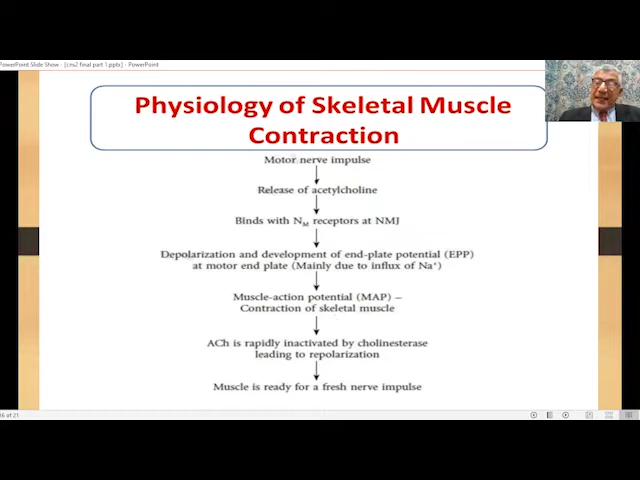 PowerPoint Slide Show - [cns2 final part 1.pptx] - PowerPoint
Physiology of Skeletal Muscle
Contraction
Motor nerve impulse
Release of acetylcholine
Binds with NM receptors at NMJ
Depolarization and development of end-plate potential (EPP)
at motor end plate (Mainly due to influx of Na⁺)
Muscle-action potential (MAP) –
Contraction of skeletal muscle
ACh is rapidly inactivated by cholinesterase
leading to repolarization
Muscle is ready for a fresh nerve impulse
16 of 21